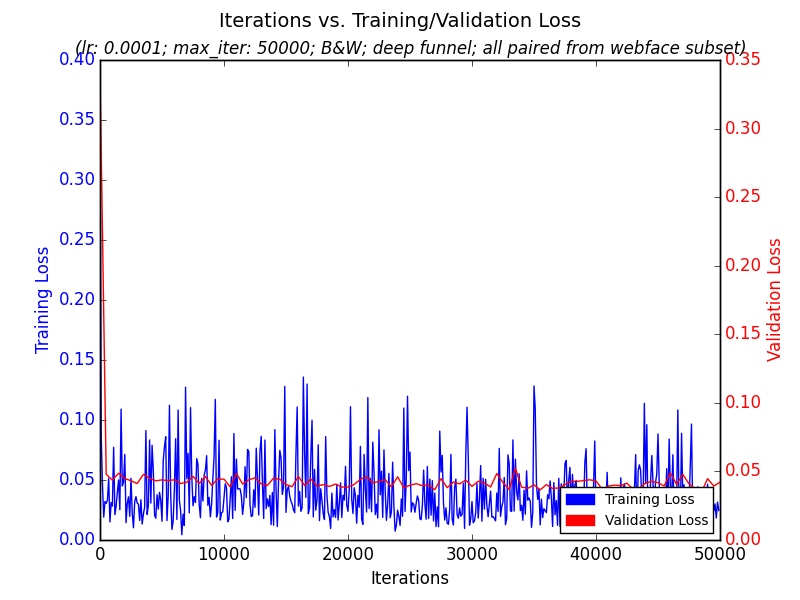 Iterations vs. Training/Validation Loss
(lr: 0.0001; max_iter: 50000; B&W; deep funnel; all paired from webface subset)
0.40
0.35
0.30
0.25
0.20
0.15
0.10
0.05
0.00
Training Loss
0.35
0.30
0.25
0.20
0.15
0.10
0.05
0.00
Validation Loss
Training Loss
Validation Loss
0 10000 20000 30000 40000 50000
Iterations